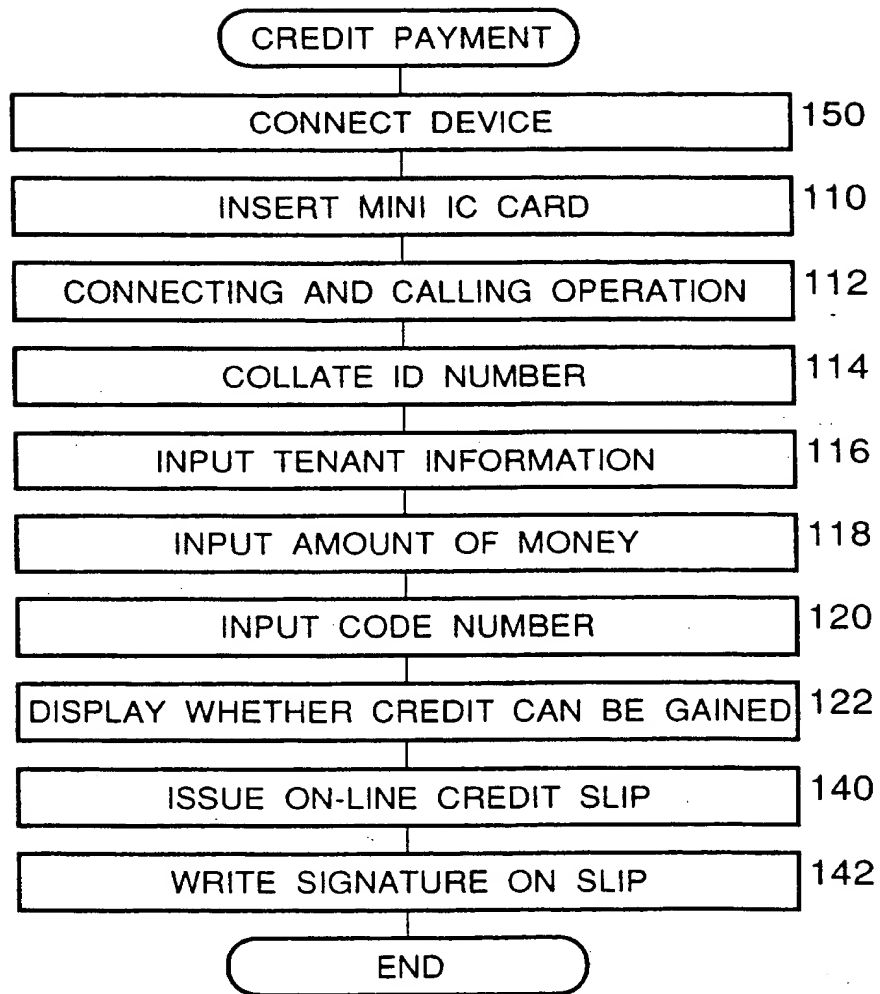 CREDIT PAYMENT
CONNECT DEVICE 150
INSERT MINI IC CARD 110
CONNECTING AND CALLING OPERATION 112
COLLATE ID NUMBER 114
INPUT TENANT INFORMATION 116
INPUT AMOUNT OF MONEY 118
INPUT CODE NUMBER 120
DISPLAY WHETHER CREDIT CAN BE GAINED 122
ISSUE ON-LINE CREDIT SLIP 140
WRITE SIGNATURE ON SLIP 142
END